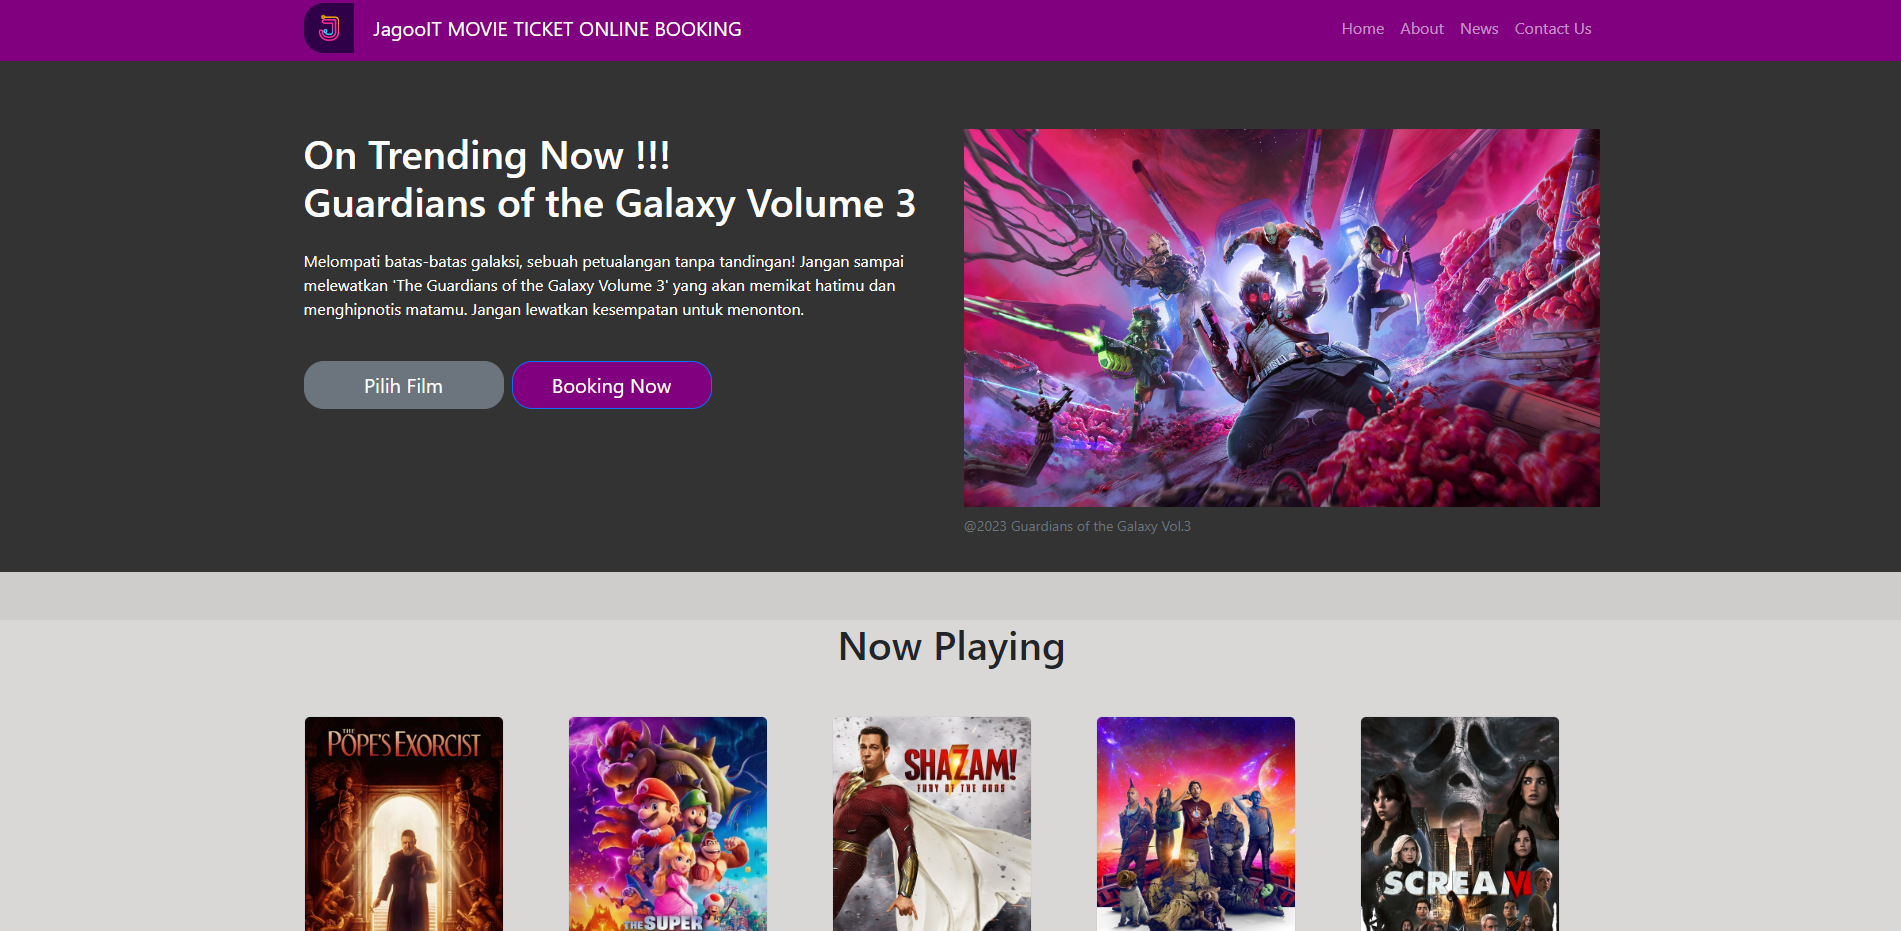 JagooIT MOVIE TICKET ONLINE BOOKING
Home About News Contact Us
On Trending Now !!!
Guardians of the Galaxy Volume 3
Melompati batas-batas galaksi, sebuah petualangan tanpa tandingan! Jangan sampai
melewatkan 'The Guardians of the Galaxy Volume 3' yang akan memikat hatimu dan
menghipnotis matamu. Jangan lewatkan kesempatan untuk menonton.
Pilih Film
Booking Now
@2023 Guardians of the Galaxy Vol.3
Now Playing
THE
POPE'S EXORCIST
THE SUPER
SHAZAM!
FURY OF THE GODS
SCREAM VI